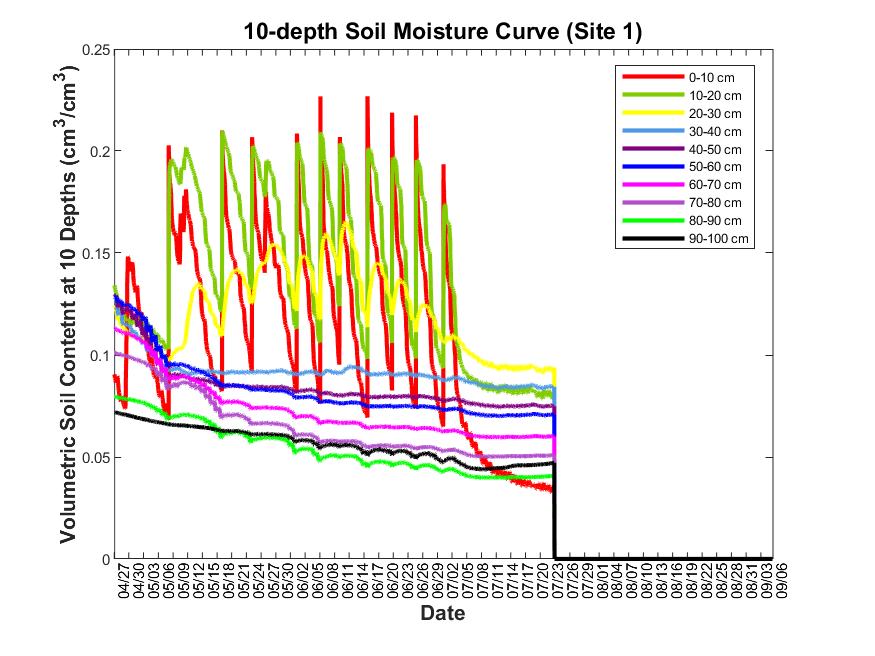 10-depth Soil Moisture Curve (Site 1)
Volumetric Soil Contetnt at 10 Depths (cm³/cm³)
0.25
0.2
0.15
0.1
0.05
0
0-10 cm
10-20 cm
20-30 cm
30-40 cm
40-50 cm
50-60 cm
60-70 cm
70-80 cm
80-90 cm
90-100 cm
04/27 04/30 05/03 05/06 05/09 05/12 05/15 05/18 05/21 05/24 05/27 05/30 06/02 06/05 06/08 06/11 06/14 06/17 06/20 06/23 06/26 06/29 07/02 07/05 07/08 07/11 07/14 07/17 07/20 07/23 07/26 07/29 08/01 08/04 08/07 08/10 08/13 08/16 08/19 08/22 08/25 08/28 08/31 09/03 09/06
Date